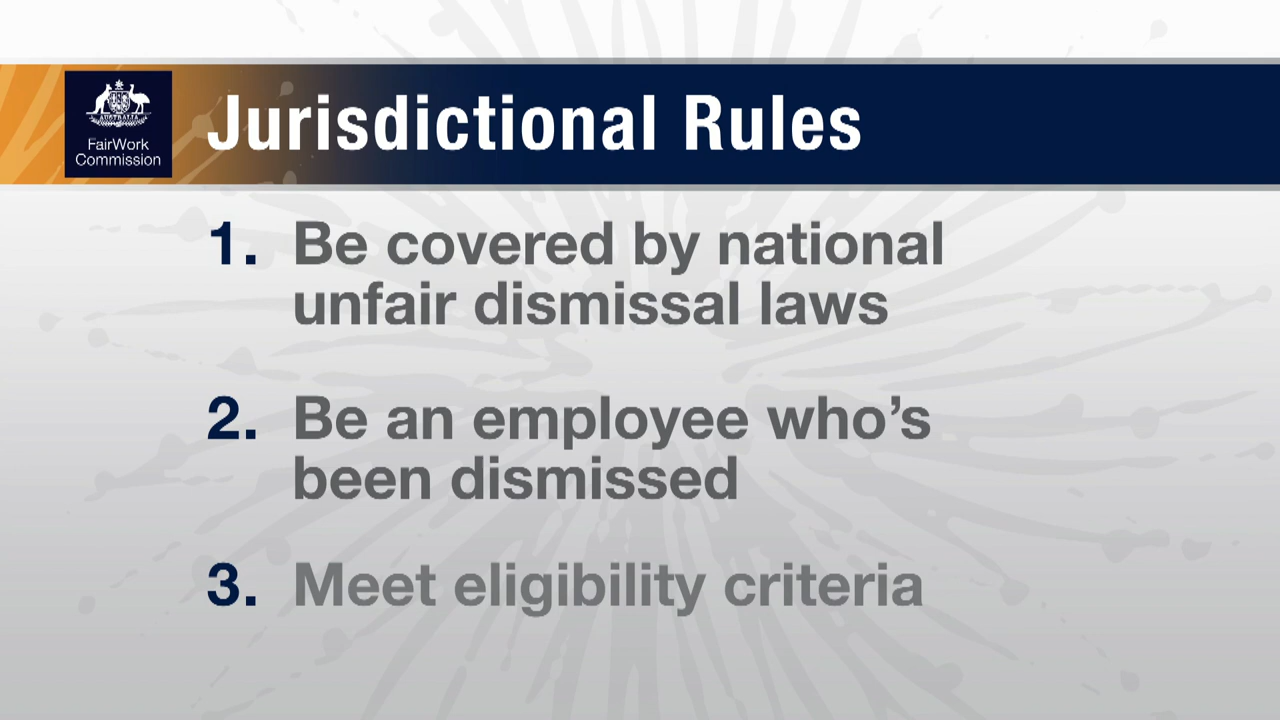 AUSTRALIA
FairWork
Commission
Jurisdictional Rules
1. Be covered by national
unfair dismissal laws
2. Be an employee who’s
been dismissed
3. Meet eligibility criteria